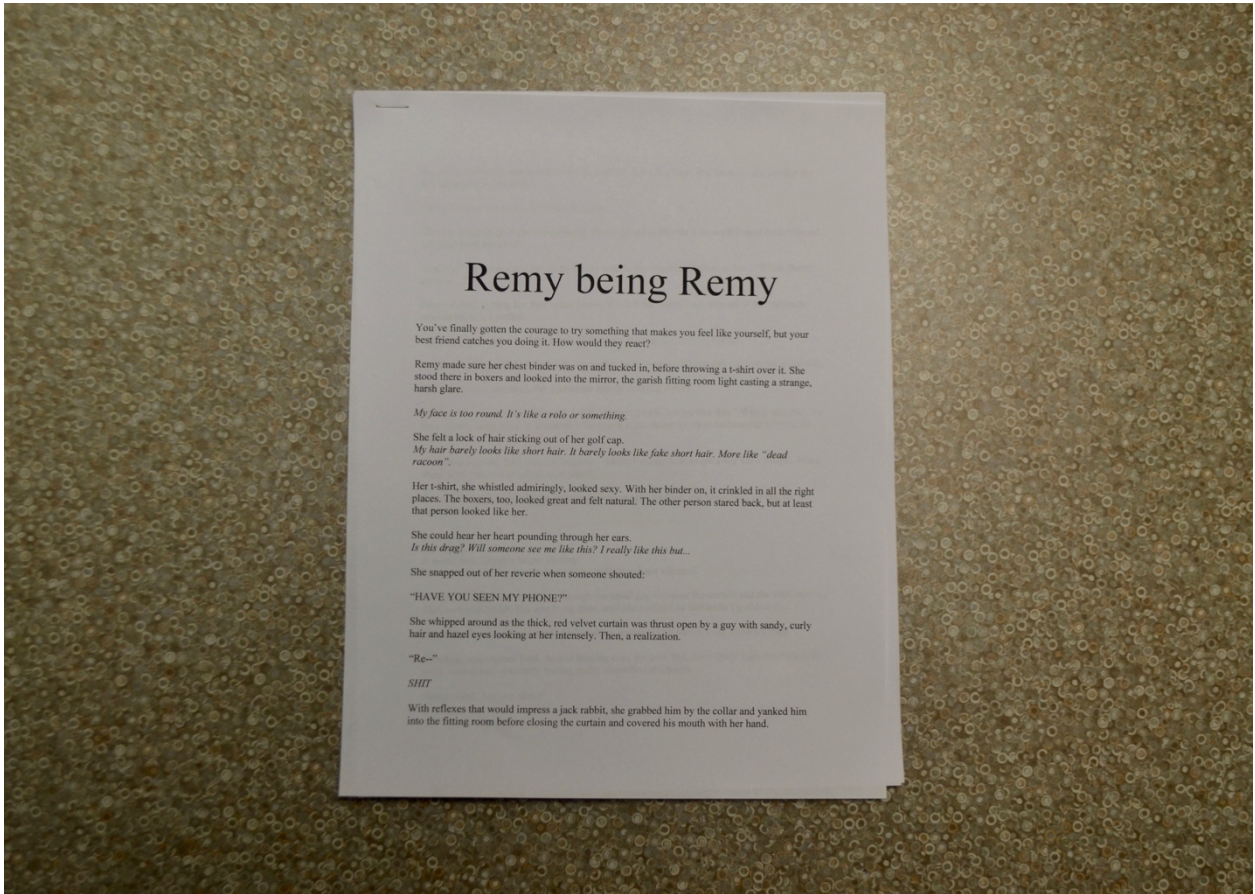 Remy being Remy
You've finally gotten the courage to try something that makes you feel like yourself, but your
best friend catches you doing it. How would they react?
Remy made sure her chest binder was on and tucked in, before throwing a t-shirt over it. She
stood there in boxers and looked into the mirror, the garish fitting room light casting a strange,
harsh glare.
My face is too round. It's like a rolo or something.
She felt a lock of hair sticking out of her golf cap.
My hair barely looks like short hair. It barely looks like fake short hair. More like "dead
racoon".
Her t-shirt, she whistled admiringly, looked sexy. With her binder on, it crinkled in all the right
places. The boxers, too, looked great and felt natural. The other person stared back, but at least
that person looked like her.
She could hear her heart pounding through her ears.
Is this drag? Will someone see me like this? I really like this but...
She snapped out of her reverie when someone shouted:
"HAVE YOU SEEN MY PHONE?"
She whipped around as the thick, red velvet curtain was thrust open by a guy with sandy, curly
hair and hazel eyes looking at her intensely. Then, a realization.
"Re--"
SHIT
With reflexes that would impress a jack rabbit, she grabbed him by the collar and yanked him
into the fitting room before closing the curtain and covered his mouth with her hand.